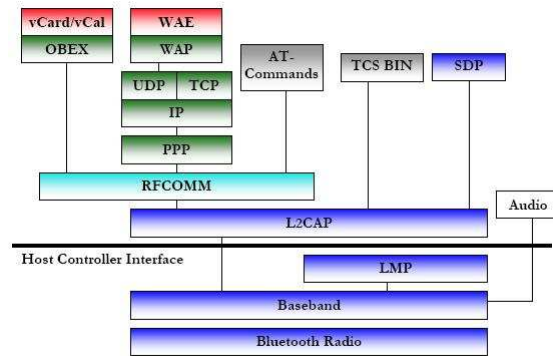 vCard/vCal
WAE
OBEX
WAP
AT-
Commands
TCS BIN
SDP
UDP
TCP
IP
PPP
RFCOMM
Audio
L2CAP
Host Controller Interface
LMP
Baseband
Bluetooth Radio